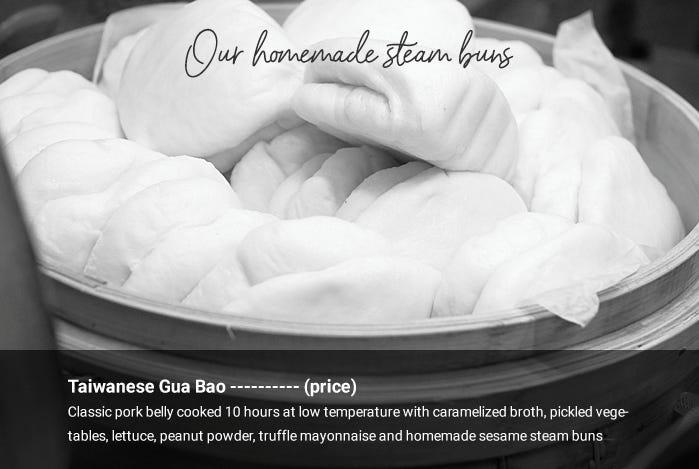 Our homemade steam buns
Taiwanese Gua Bao ---------- (price)
Classic pork belly cooked 10 hours at low temperature with caramelized broth, pickled vege-
tables, lettuce, peanut powder, truffle mayonnaise and homemade sesame steam buns